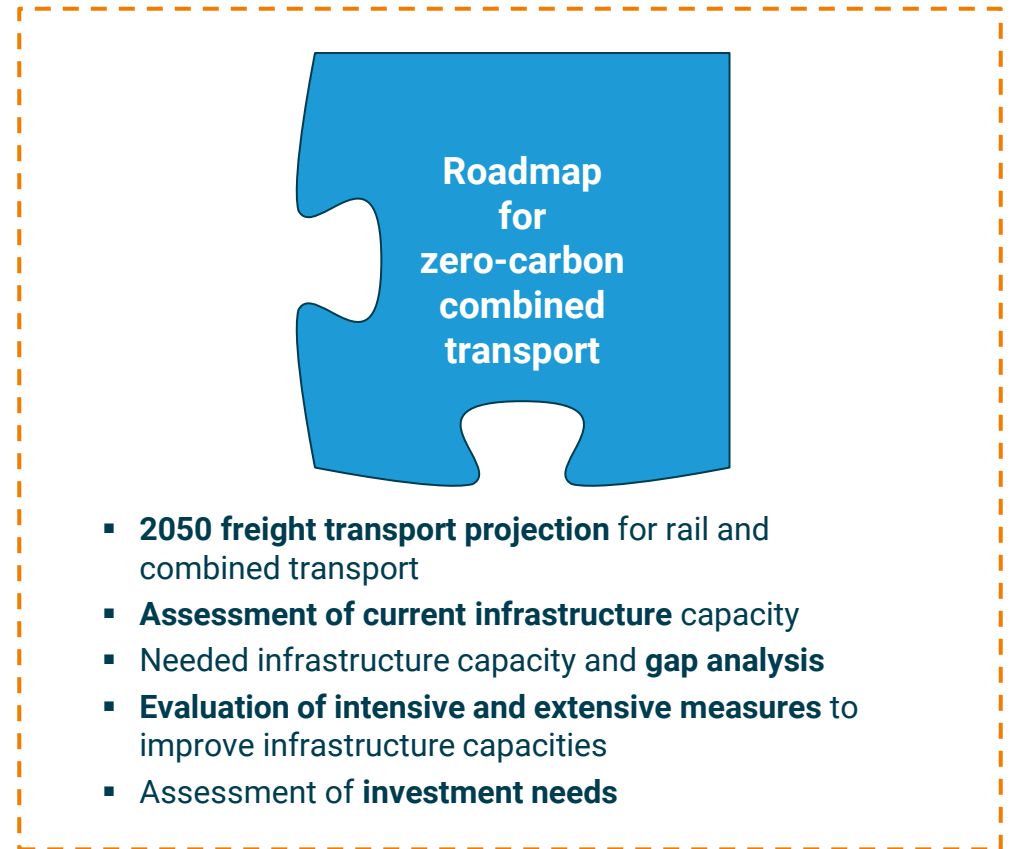 Roadmap
for
zero-carbon
combined
transport
▪ 2050 freight transport projection for rail and
combined transport
▪ Assessment of current infrastructure capacity
▪ Needed infrastructure capacity and gap analysis
▪ Evaluation of intensive and extensive measures to
improve infrastructure capacities
▪ Assessment of investment needs